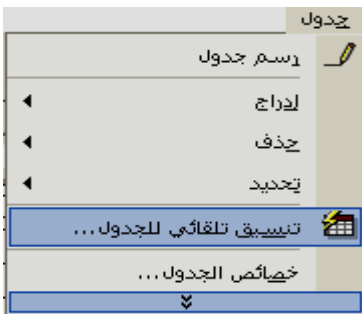 جدول
رسم جدول
إدراج
حذف
تحديد
تنسيق تلقائي للجدول...
خصائص الجدول...